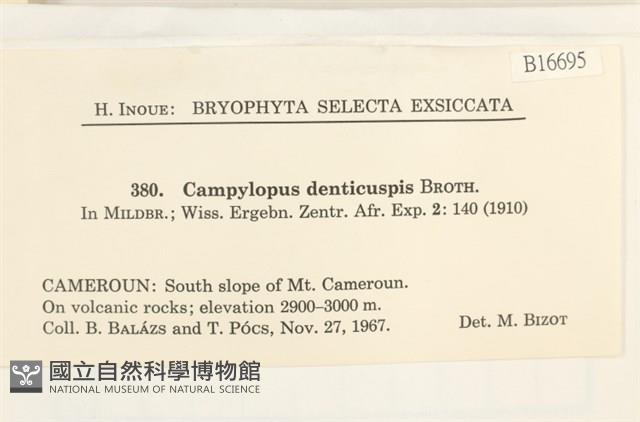 B16695
H. INOUE: BRYOPHYTA SELECTA EXSICCATA
380. Campylopus denticuspis BROTH.
In MILDBR.; Wiss. Ergebn. Zentr. Afr. Exp. 2: 140 (1910)
CAMEROUN: South slope of Mt. Cameroun.
On volcanic rocks; elevation 2900–3000 m.
Coll. B. BALÁZS and T. PÓCS, Nov. 27, 1967.
Det. M. BIZOT
國立自然科學博物館
NATIONAL MUSEUM OF NATURAL SCIENCE